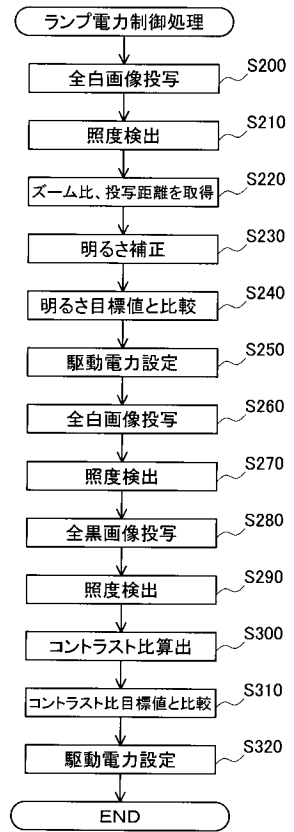 ランプ電力制御処理
全白画像投写
S200
照度検出
S210
ズーム比、投写距離を取得
S220
明るさ補正
S230
明るさ目標値と比較
S240
駆動電力設定
S250
全白画像投写
S260
照度検出
S270
全黒画像投写
S280
照度検出
S290
コントラスト比算出
S300
コントラスト比目標値と比較
S310
駆動電力設定
S320
END